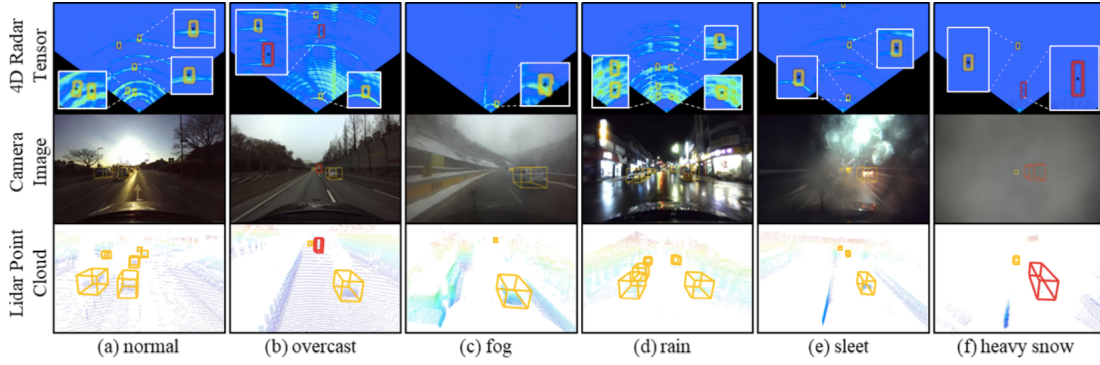 4D Radar
Tensor
Camera
Image
Lidar Point
Cloud
(a) normal
(b) overcast
(c) fog
(d) rain
(e) sleet
(f) heavy snow